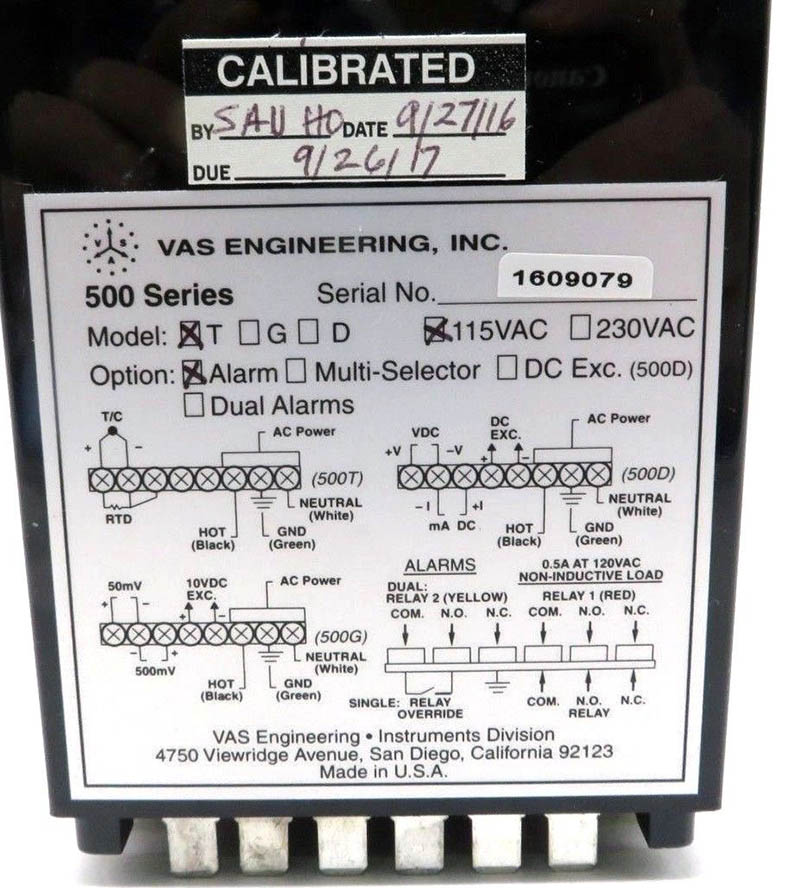 CALIBRATED
BY SAU HO DATE 9/27/16
DUE 9/26/17
VAS
VAS ENGINEERING, INC.
500 Series Serial No. 1609079
Model: T G D 115VAC 230VAC
Option: Alarm Multi-Selector DC Exc. (500D)
Dual Alarms
T/C
+ -
AC Power
(500T)
RTD
HOT
(Black)
GND
(Green)
NEUTRAL
(White)
VDC
+V -V
DC
EXC.
+ -
AC Power
(500D)
-I +I
mA DC
HOT
(Black)
GND
(Green)
NEUTRAL
(White)
50mV
+ -
10VDC
EXC.
+ -
AC Power
(500G)
- +
500mV
HOT
(Black)
GND
(Green)
NEUTRAL
(White)
ALARMS
0.5A AT 120VAC
NON-INDUCTIVE LOAD
DUAL:
RELAY 2 (YELLOW) RELAY 1 (RED)
COM. N.O. N.C. COM. N.O. N.C.
SINGLE: RELAY
OVERRIDE
COM. N.O. N.C.
RELAY
VAS Engineering • Instruments Division
4750 Viewridge Avenue, San Diego, California 92123
Made in U.S.A.